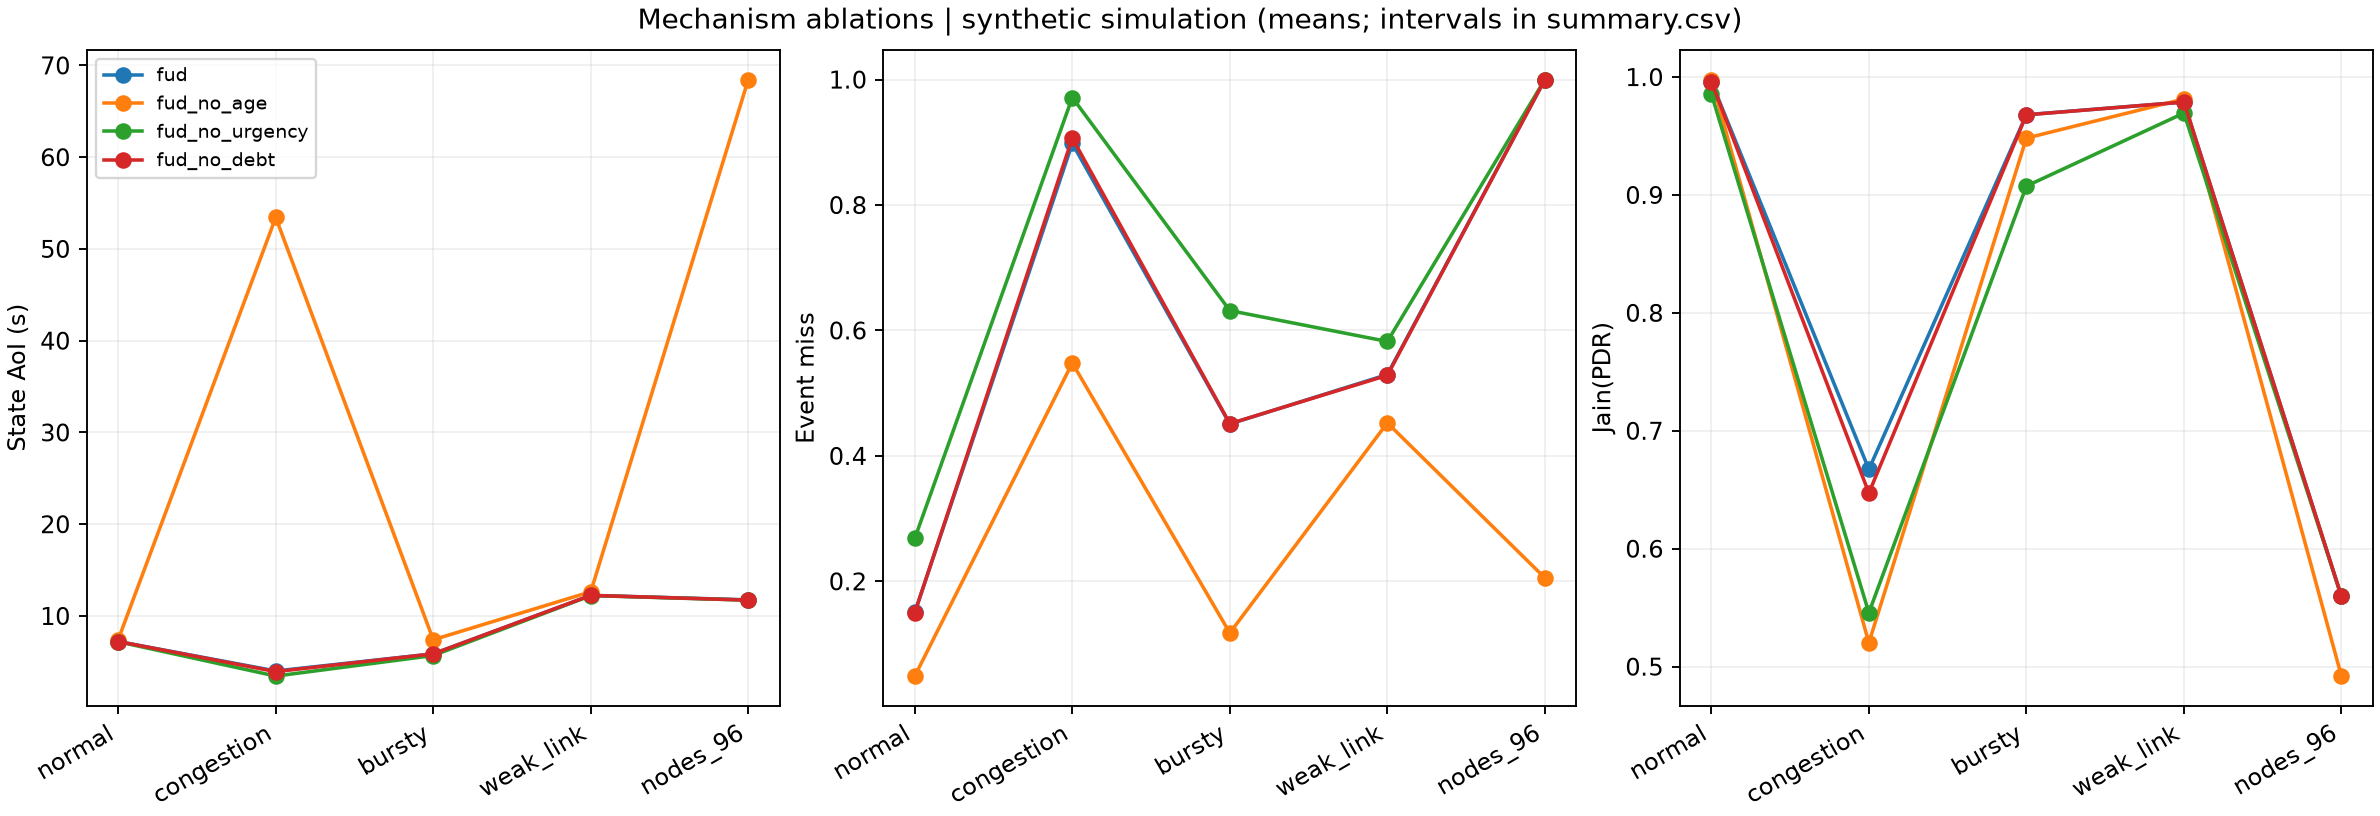 Mechanism ablations | synthetic simulation (means; intervals in summary.csv)
State AoI (s)
70
60
50
40
30
20
10
fud
fud_no_age
fud_no_urgency
fud_no_debt
normal
congestion
bursty
weak_link
nodes_96
Event miss
1.0
0.8
0.6
0.4
0.2
normal
congestion
bursty
weak_link
nodes_96
Jain(PDR)
1.0
0.9
0.8
0.7
0.6
0.5
normal
congestion
bursty
weak_link
nodes_96